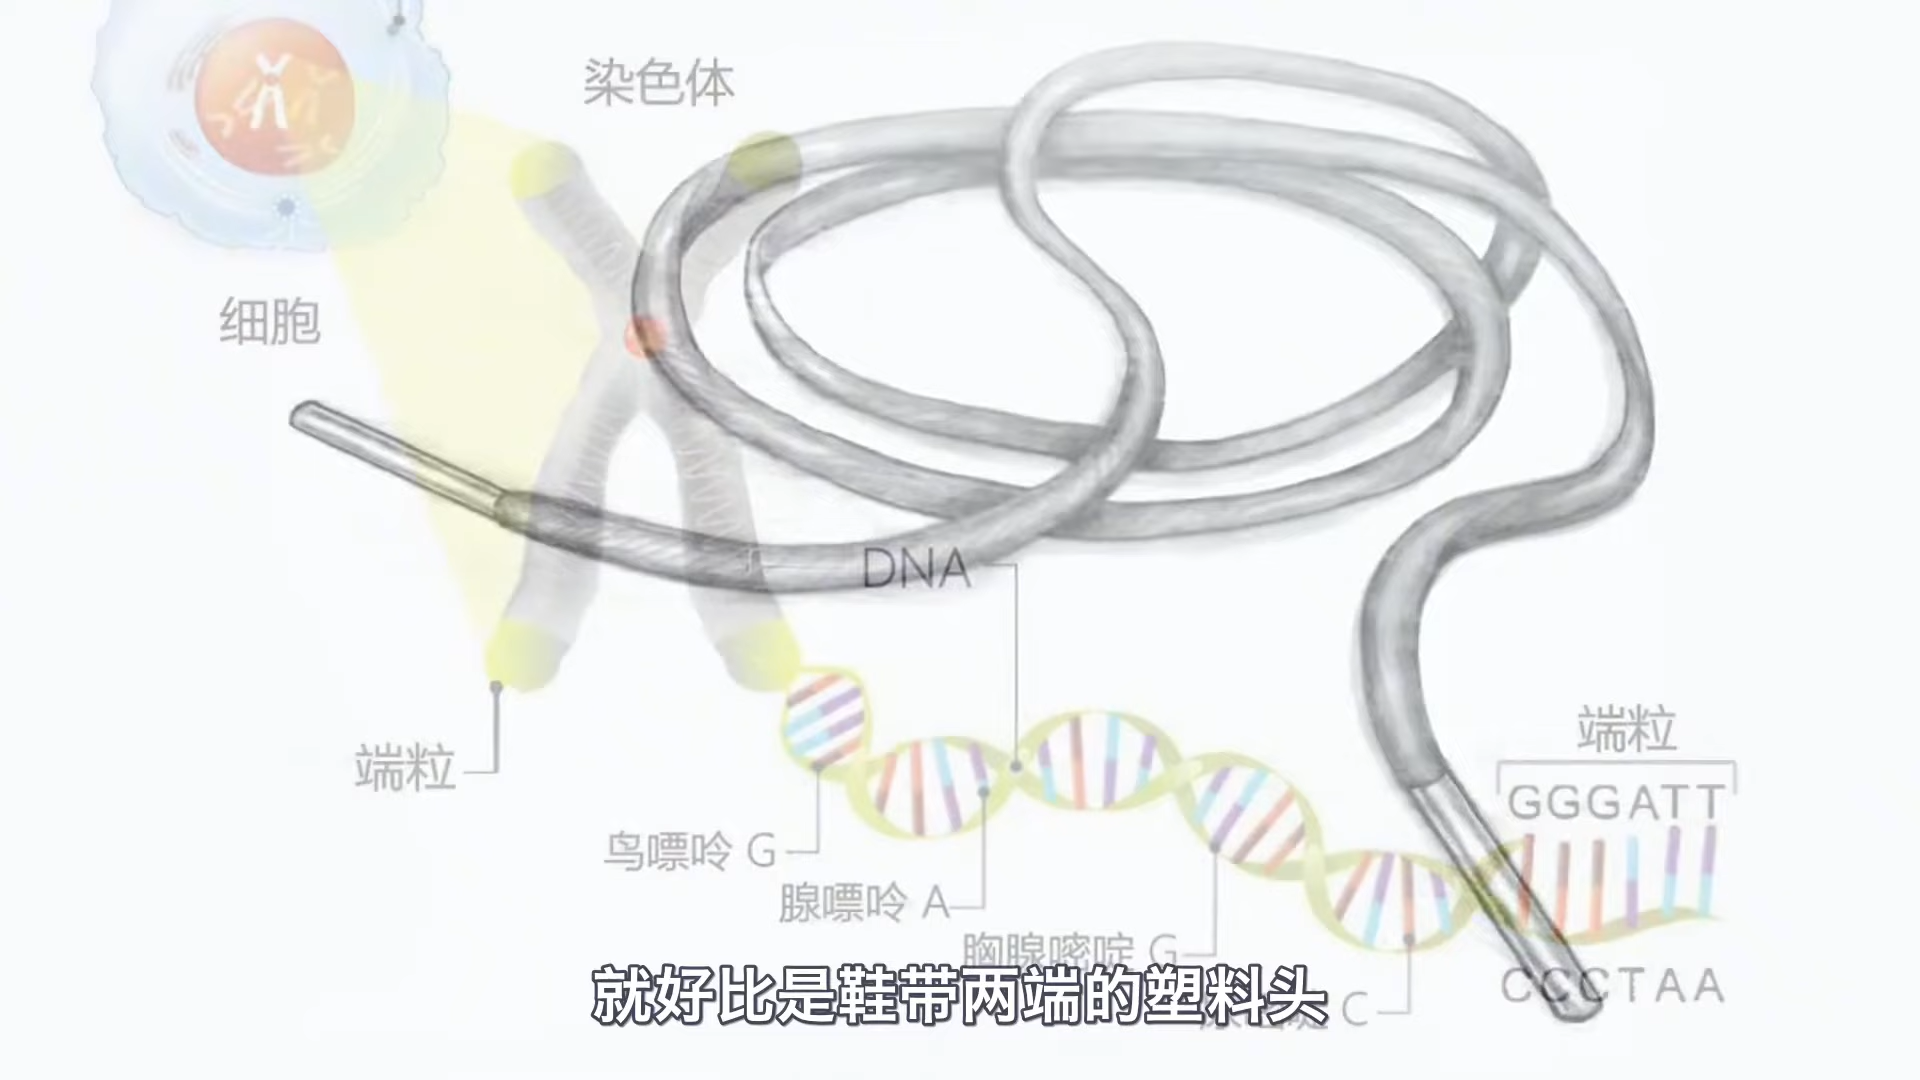 染色体
细胞
DNA
端粒
端粒
GGGATT
鸟嘌呤 G
腺嘌呤 A
胸腺嘧啶 G
CCCTAA
就好比是鞋带两端的塑料头
C